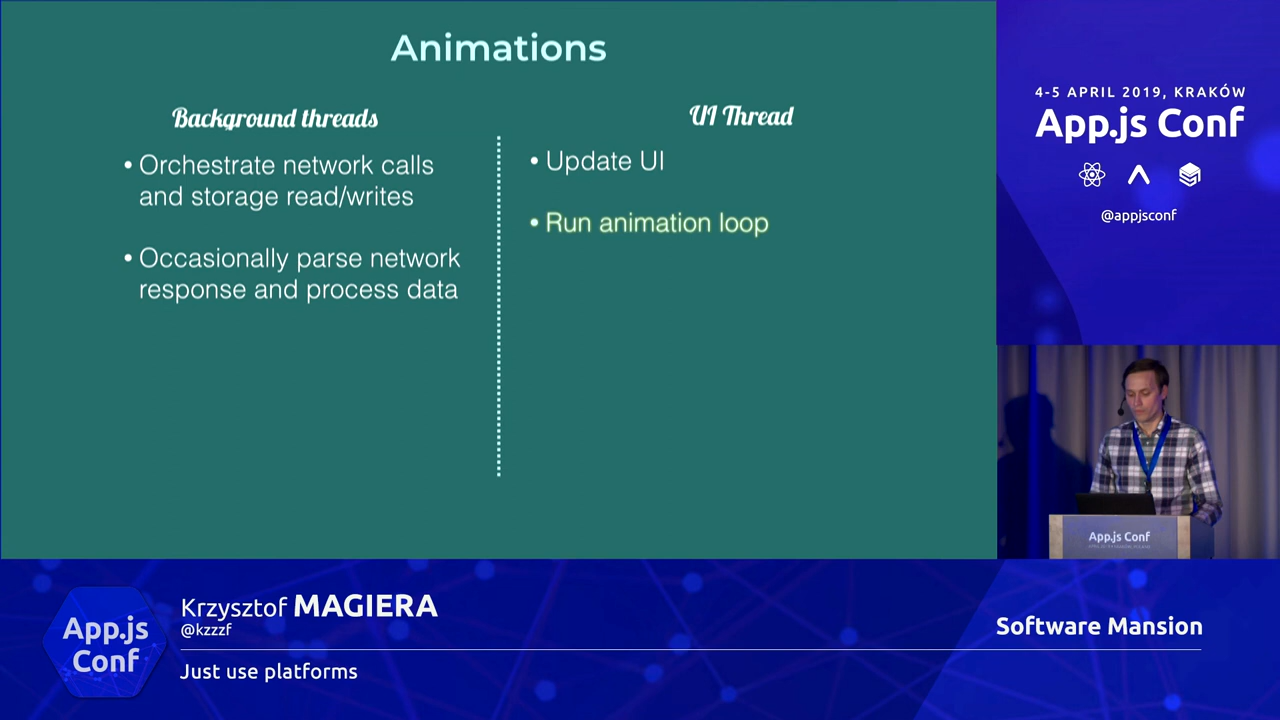 Animations
Background threads
• Orchestrate network calls
and storage read/writes
• Occasionally parse network
response and process data
UI Thread
• Update UI
• Run animation loop
4-5 APRIL 2019, KRAKÓW
App.js Conf
@appjsconf
App.js Conf
App.js
Conf
Krzysztof MAGIERA
@kzzzf
Just use platforms
Software Mansion